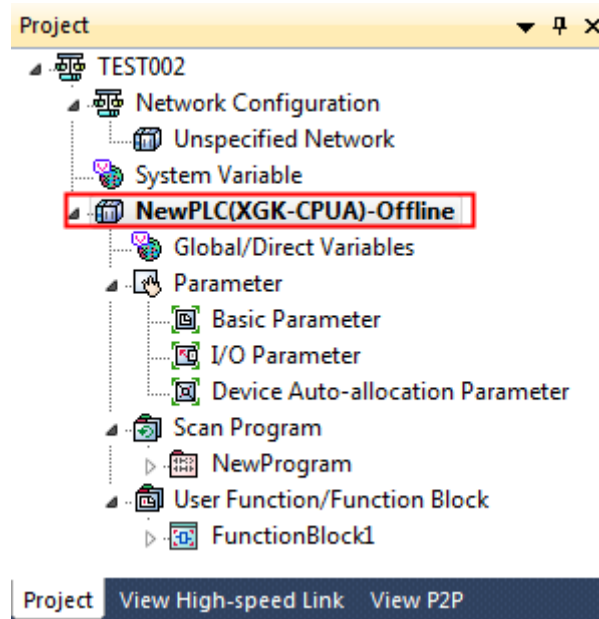 Project
TEST002
Network Configuration
Unspecified Network
System Variable
NewPLC(XGK-CPUA)-Offline
Global/Direct Variables
Parameter
Basic Parameter
I/O Parameter
Device Auto-allocation Parameter
Scan Program
NewProgram
User Function/Function Block
FunctionBlock1
Project View High-speed Link View P2P